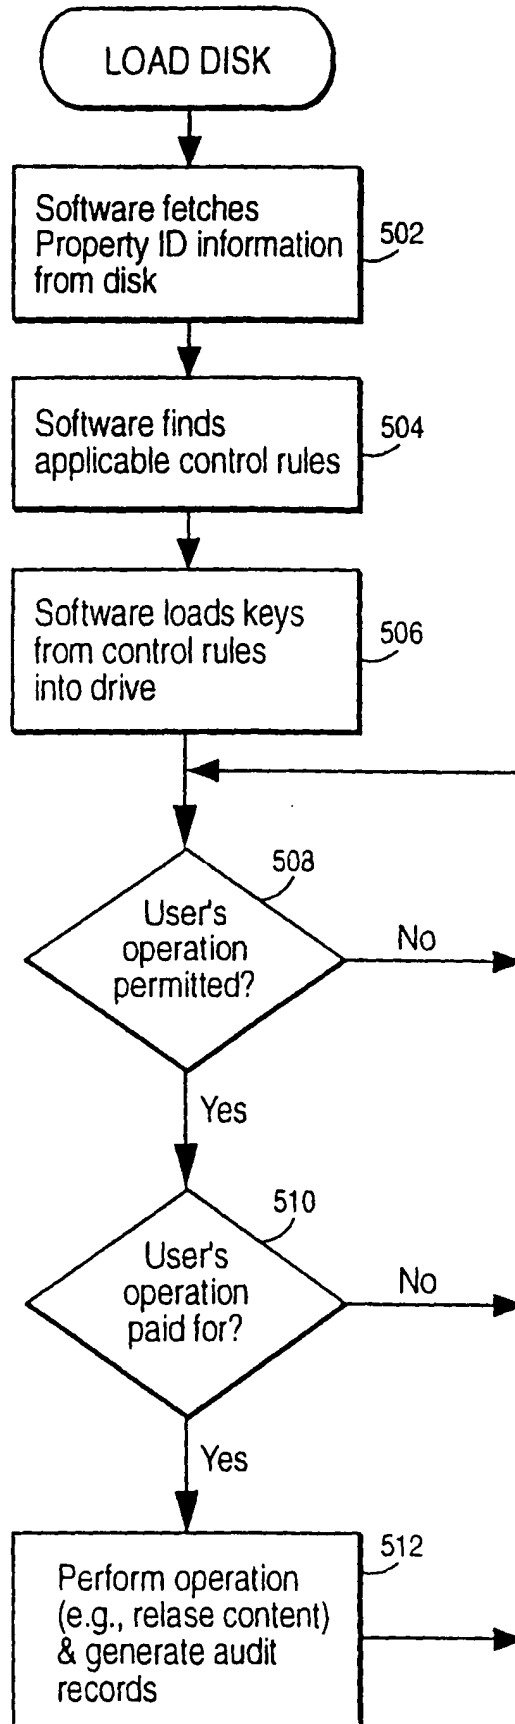 LOAD DISK
Software fetches
Property ID information
from disk
502
Software finds
applicable control rules
504
Software loads keys
from control rules
into drive
506
508
User's
operation
permitted?
No
Yes
510
User's
operation
paid for?
No
Yes
512
Perform operation
(e.g., relase content)
& generate audit
records